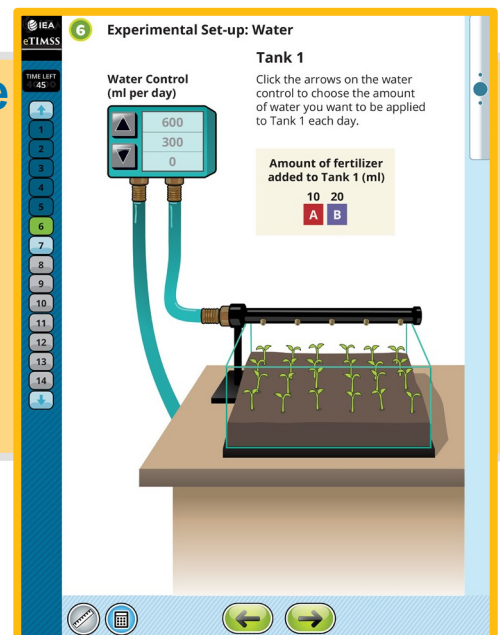 e
IEA
eTIMSS
TIME LEFT
45
1
2
3
4
5
6
7
8
9
10
11
12
13
14
6 Experimental Set-up: Water
Water Control
(ml per day)
600
300
0
Tank 1
Click the arrows on the water
control to choose the amount
of water you want to be applied
to Tank 1 each day.
Amount of fertilizer
added to Tank 1 (ml)
10 20
A B